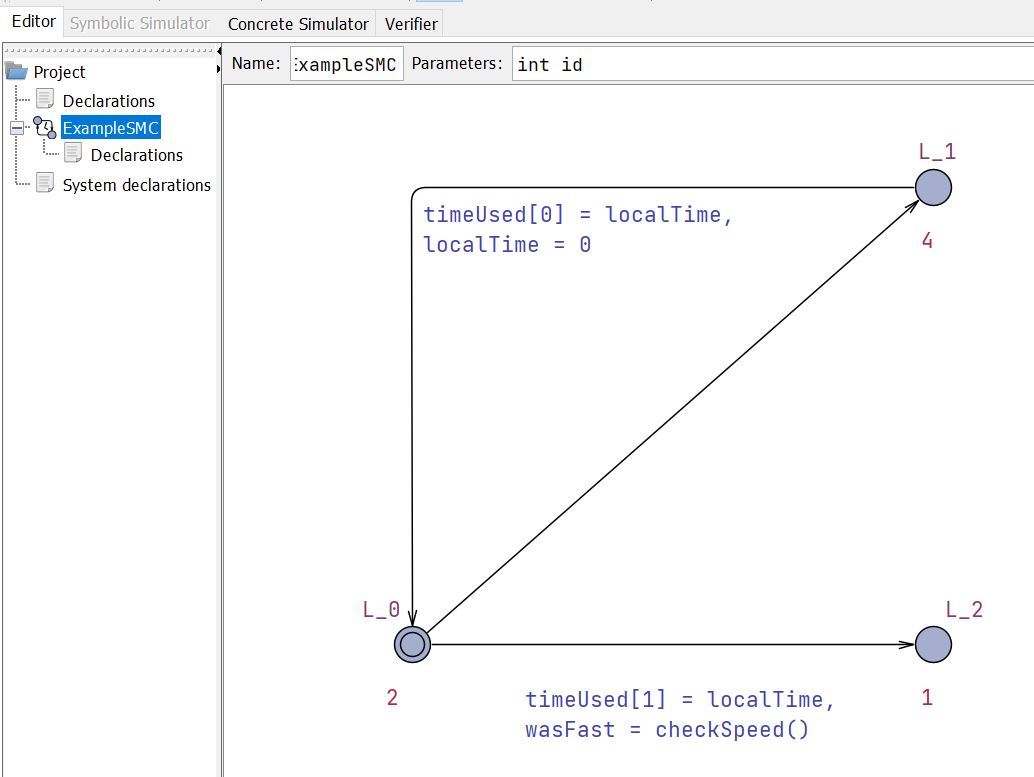 Editor Symbolic Simulator Concrete Simulator Verifier
Project
Declarations
ExampleSMC
Declarations
System declarations
Name: :xampleSMC Parameters: int id
L_1
4
timeUsed[0] = localTime,
localTime = 0
L_0
2
L_2
1
timeUsed[1] = localTime,
wasFast = checkSpeed()